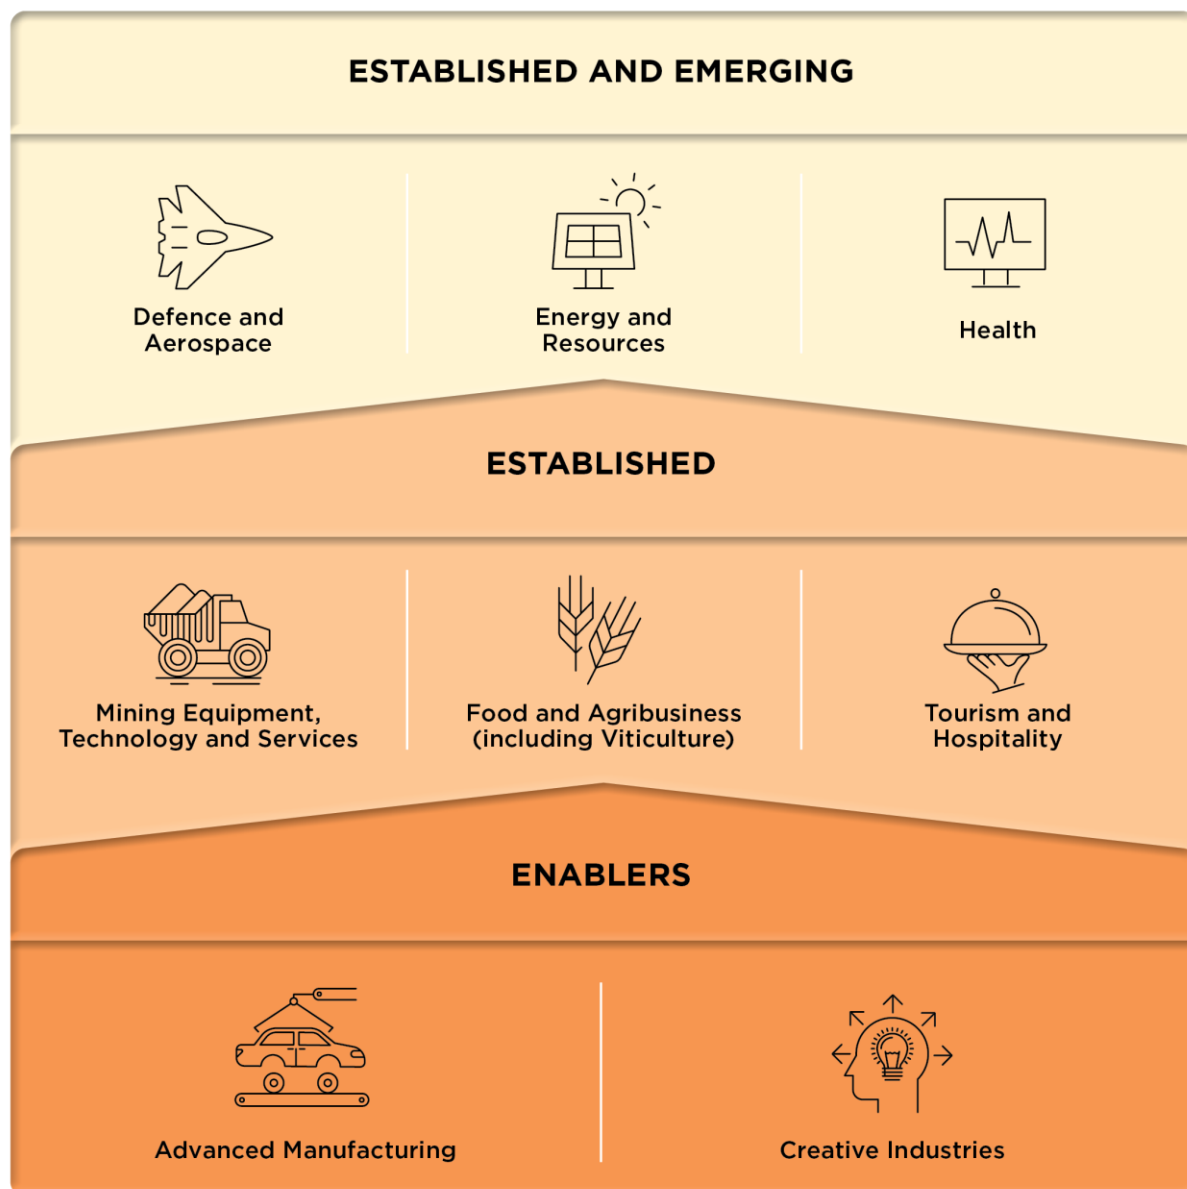 ESTABLISHED AND EMERGING
Defence and
Aerospace
Energy and
Resources
Health
ESTABLISHED
Mining Equipment,
Technology and Services
Food and Agribusiness
(including Viticulture)
Tourism and
Hospitality
ENABLERS
Advanced Manufacturing
Creative Industries